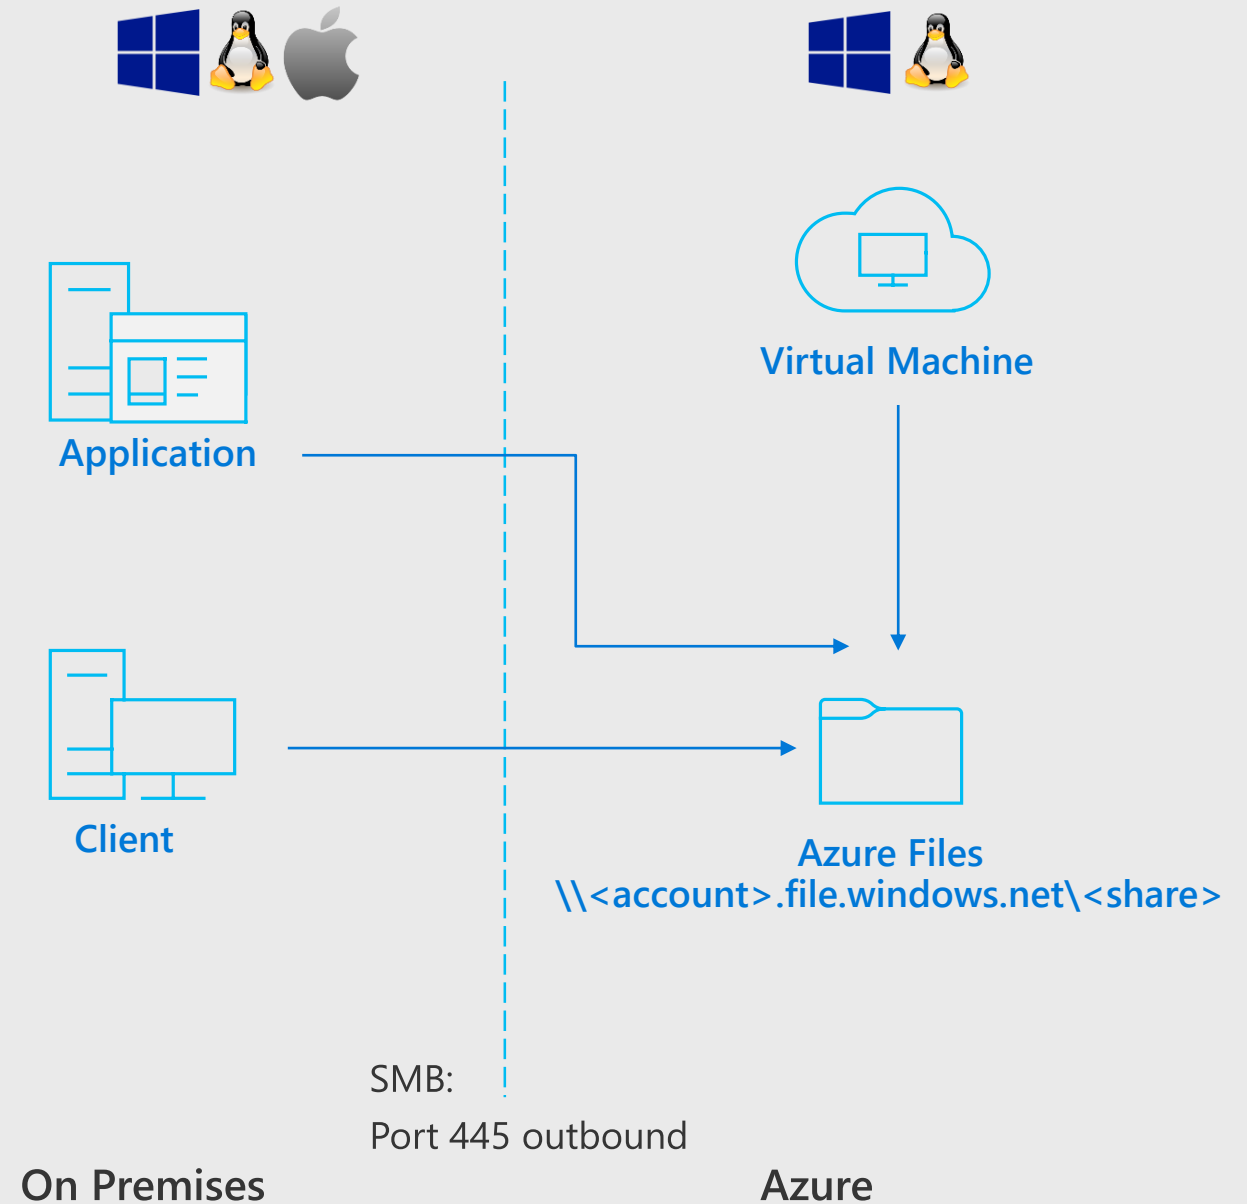 Virtual Machine
Application
Client
Azure Files
\\<account>.file.windows.net\<share>
SMB:
Port 445 outbound
On Premises
Azure